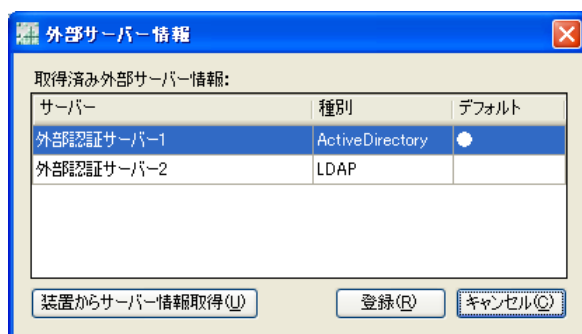 外部サーバー情報
取得済み外部サーバー情報:
サーバー 種別 デフォルト
外部認証サーバー1 ActiveDirectory ●
外部認証サーバー2 LDAP
装置からサーバー情報取得(U) 登録(R) キャンセル(C)